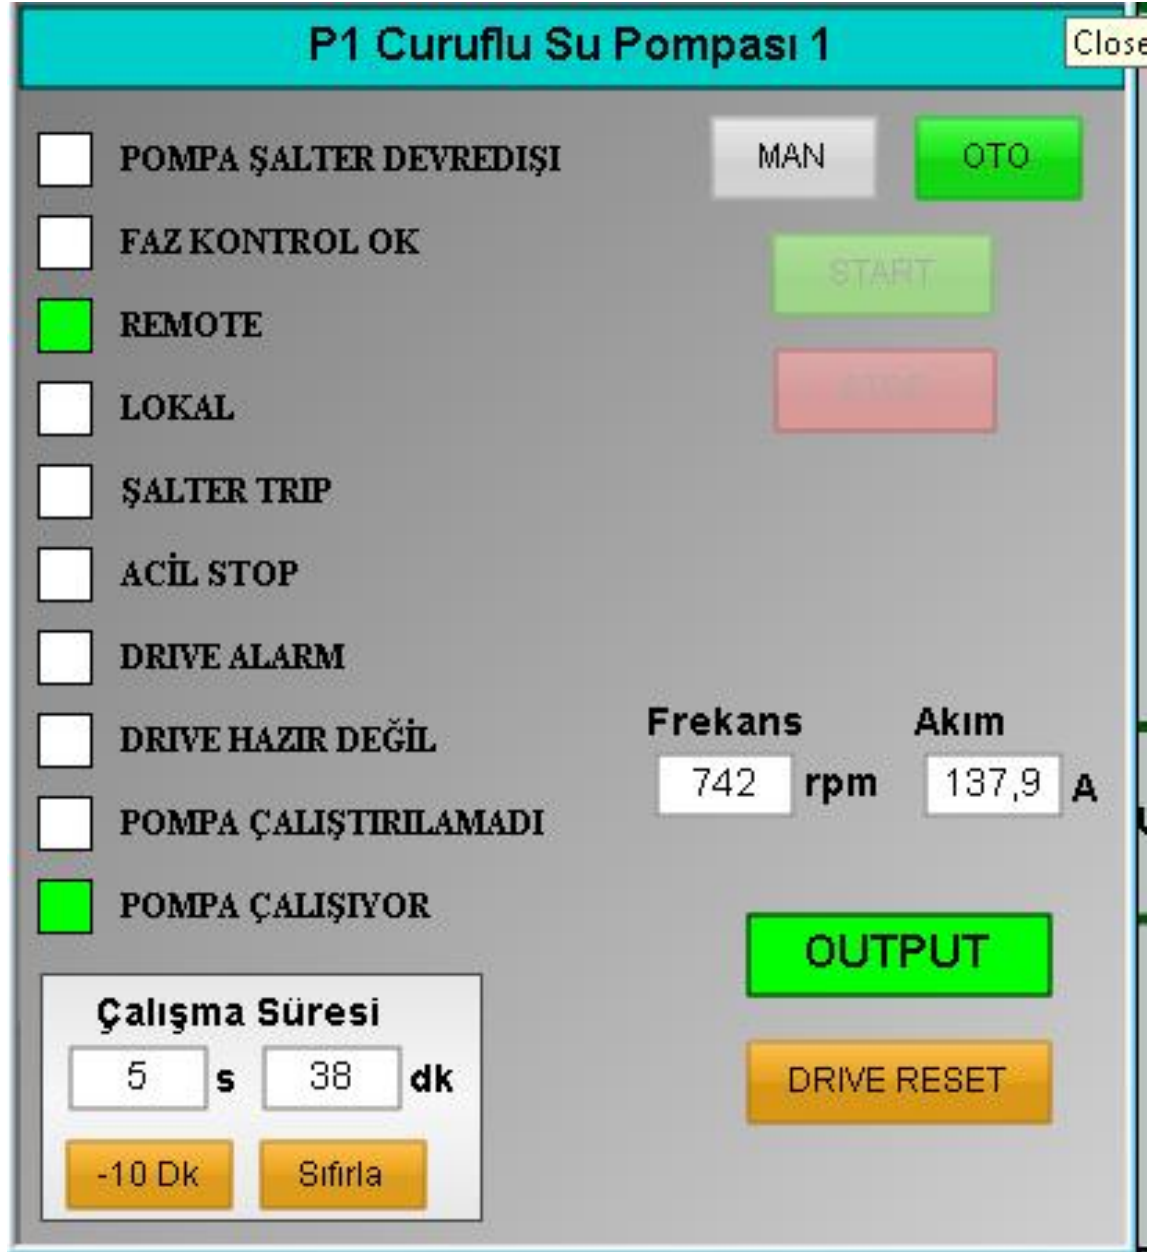 P1 Curuflu Su Pompası 1
Close
POMPA ŞALTER DEVREDIŞI
MAN
OTO
FAZ KONTROL OK
START
REMOTE
STOP
LOKAL
ŞALTER TRIP
ACİL STOP
DRIVE ALARM
DRIVE HAZIR DEĞİL
Frekans
Akım
742 rpm
137,9 A
POMPA ÇALIŞTIRILAMADI
POMPA ÇALIŞIYOR
OUTPUT
Çalışma Süresi
5 s 38 dk
DRIVE RESET
-10 Dk
Sıfırla